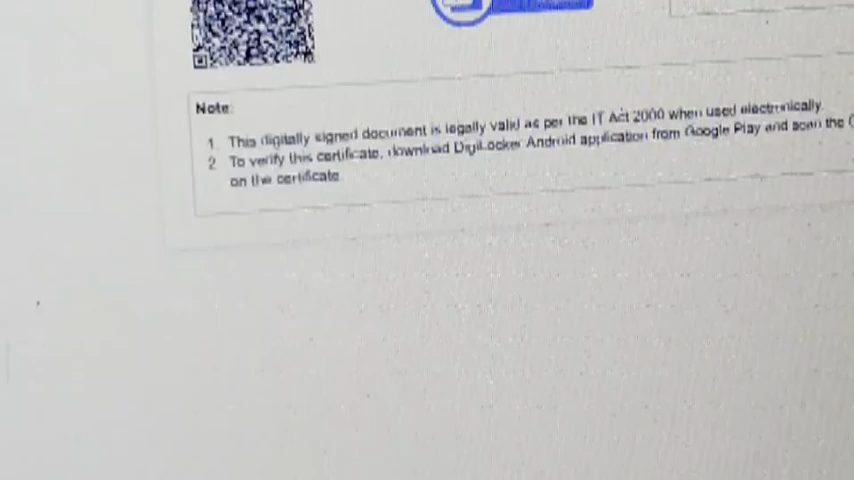 Note:
1. This digitally signed document is legally valid as per the IT Act 2000 when used electronically.
2. To verify this certificate, download DigiLocker Android application from Google Play and scan the
on the certificate.